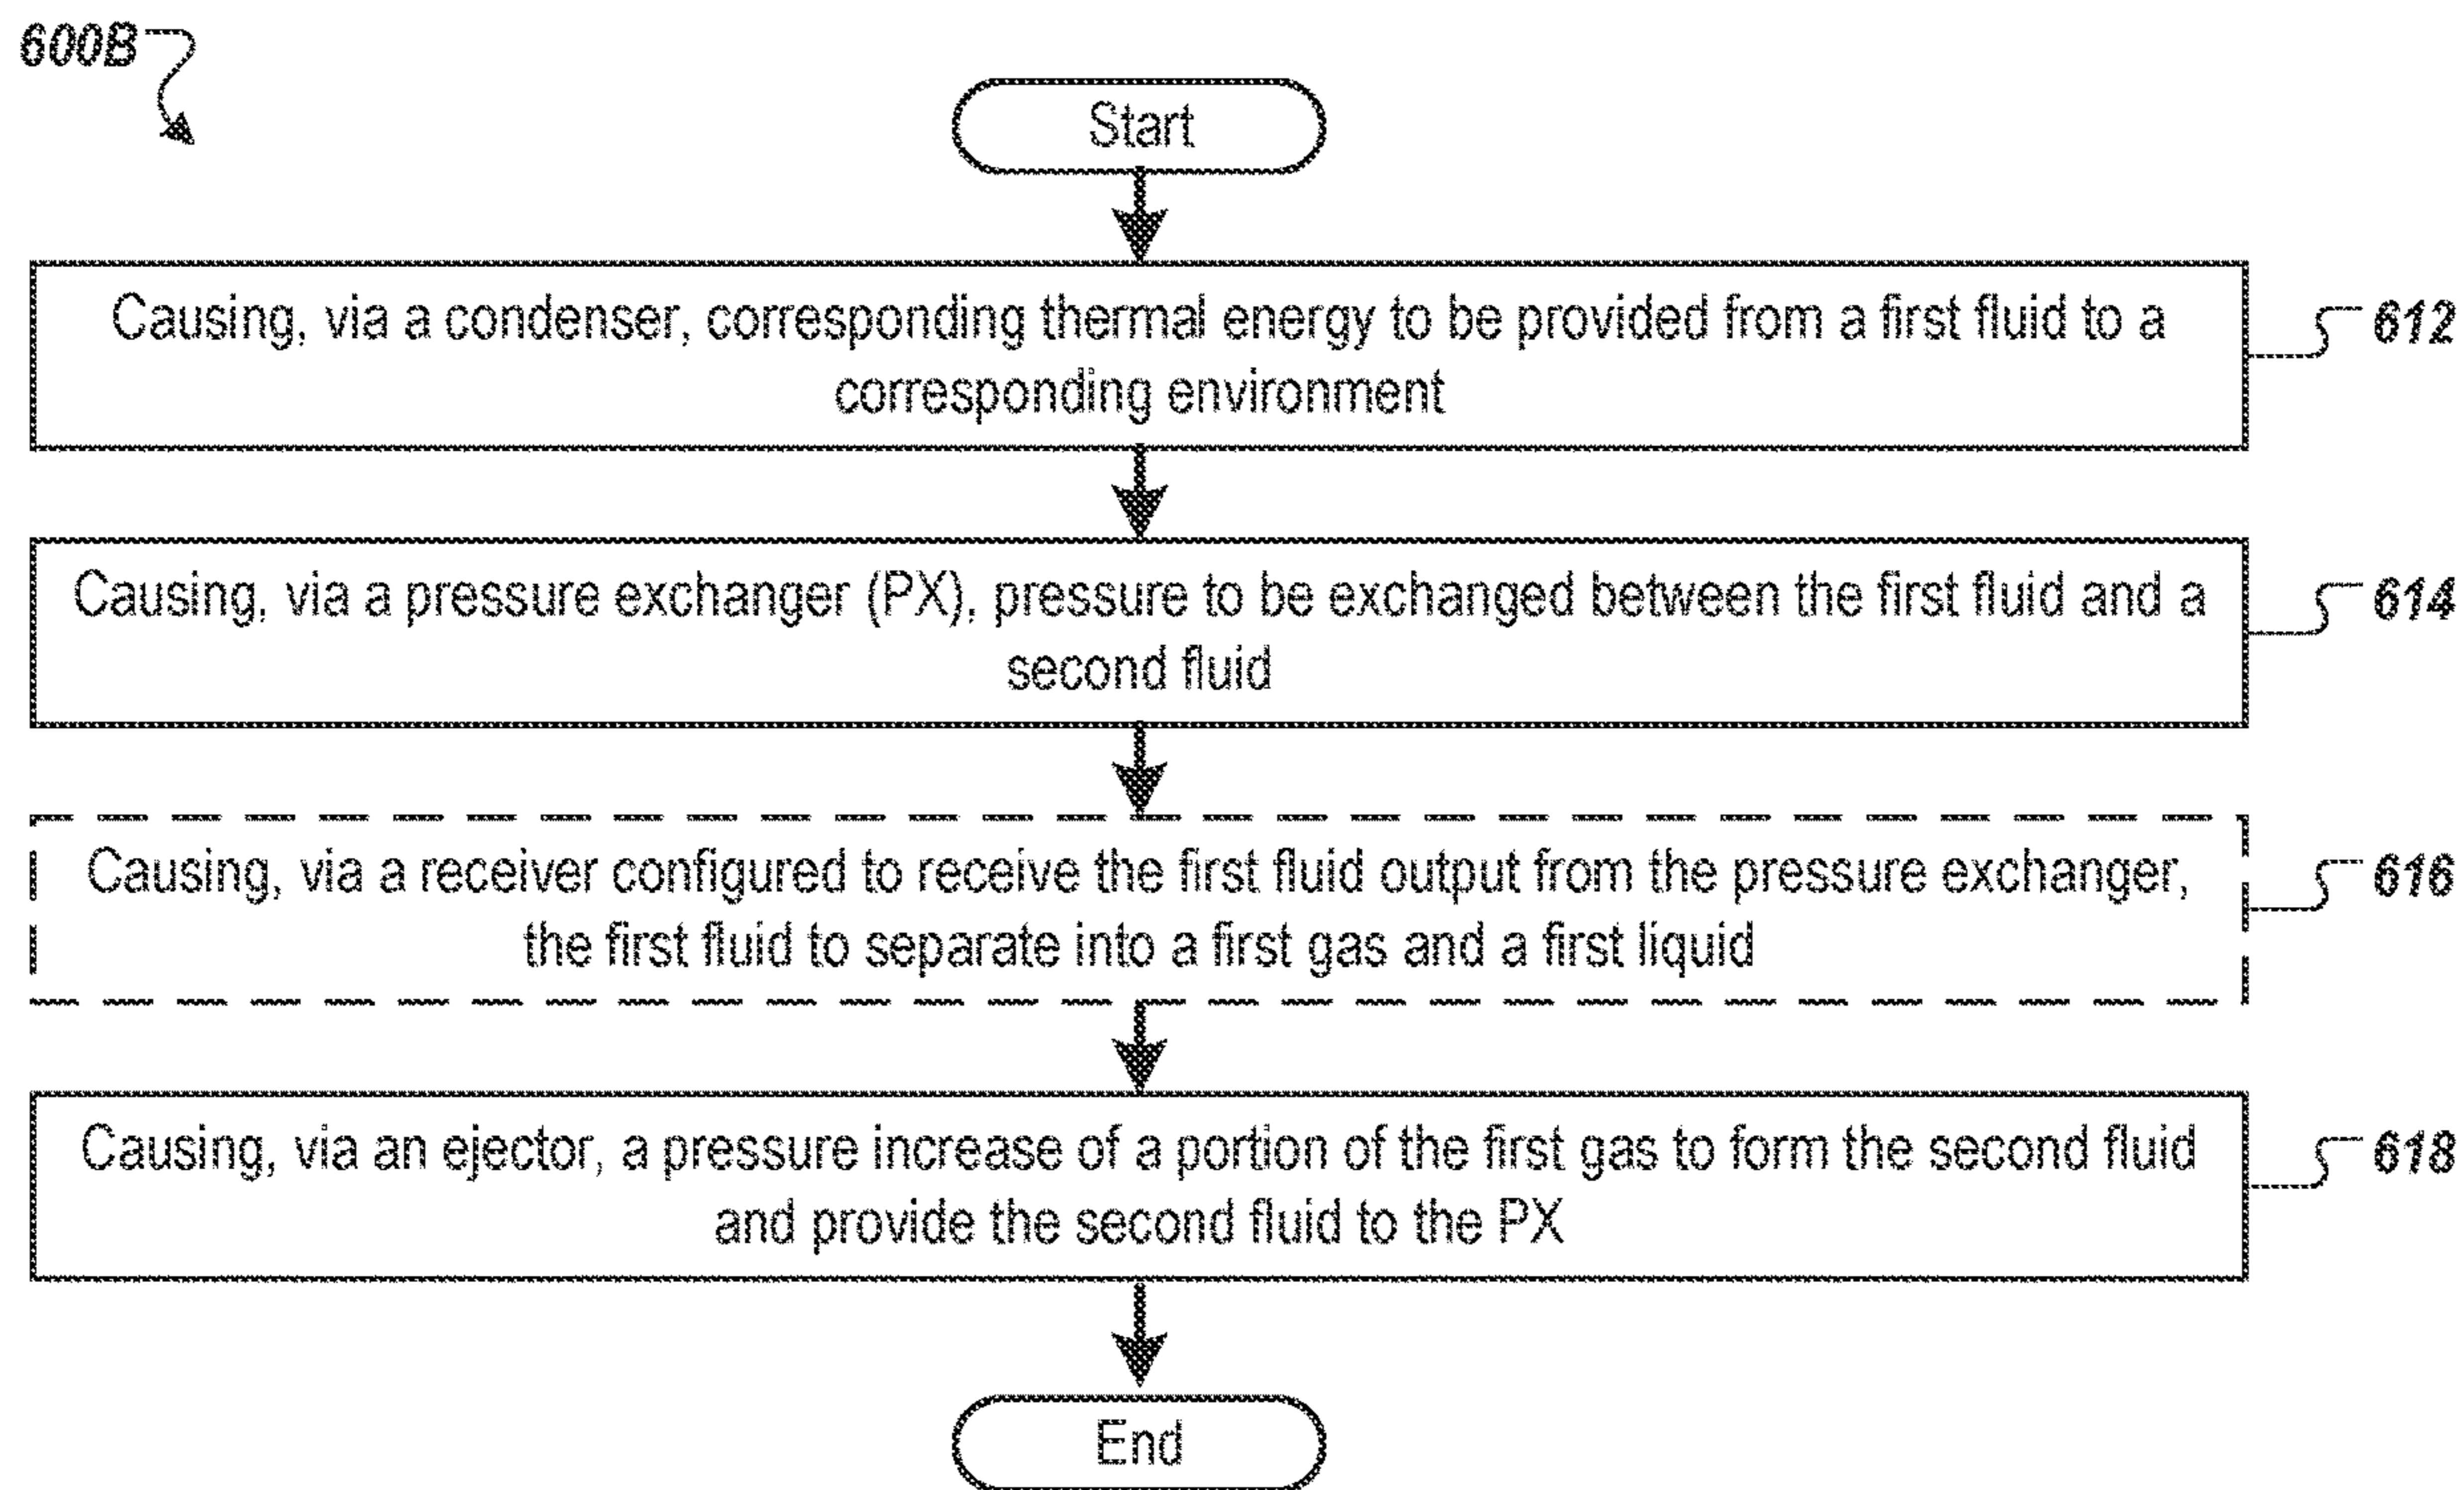 600B
Start
Causing, via a condenser, corresponding thermal energy to be provided from a first fluid to a
corresponding environment
612
Causing, via a pressure exchanger (PX), pressure to be exchanged between the first fluid and a
second fluid
614
Causing, via a receiver configured to receive the first fluid output from the pressure exchanger,
the first fluid to separate into a first gas and a first liquid
616
Causing, via an ejector, a pressure increase of a portion of the first gas to form the second fluid
and provide the second fluid to the PX
618
End